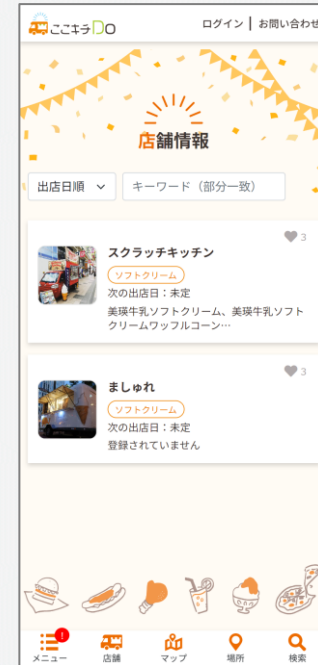 ここキラDO
ログイン | お問い合わせ
店舗情報
出店日順
キーワード（部分一致）
3
スクラッチキッチン
ソフトクリーム
次の出店日：未定
美瑛牛乳ソフトクリーム、美瑛牛乳ソフト
クリームワッフルコーン…
3
ましゅれ
ソフトクリーム
次の出店日：未定
登録されていません
!
メニュー
店舗
マップ
場所
検索